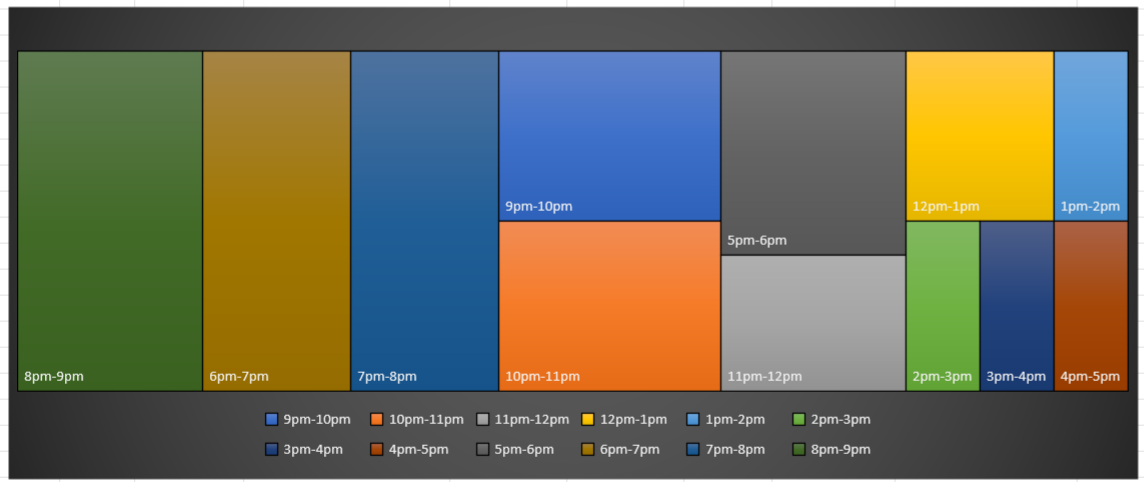 9pm-10pm
5pm-6pm
12pm-1pm
1pm-2pm
8pm-9pm
6pm-7pm
7pm-8pm
10pm-11pm
11pm-12pm
2pm-3pm
3pm-4pm
4pm-5pm
9pm-10pm 10pm-11pm 11pm-12pm 12pm-1pm 1pm-2pm 2pm-3pm
3pm-4pm 4pm-5pm 5pm-6pm 6pm-7pm 7pm-8pm 8pm-9pm